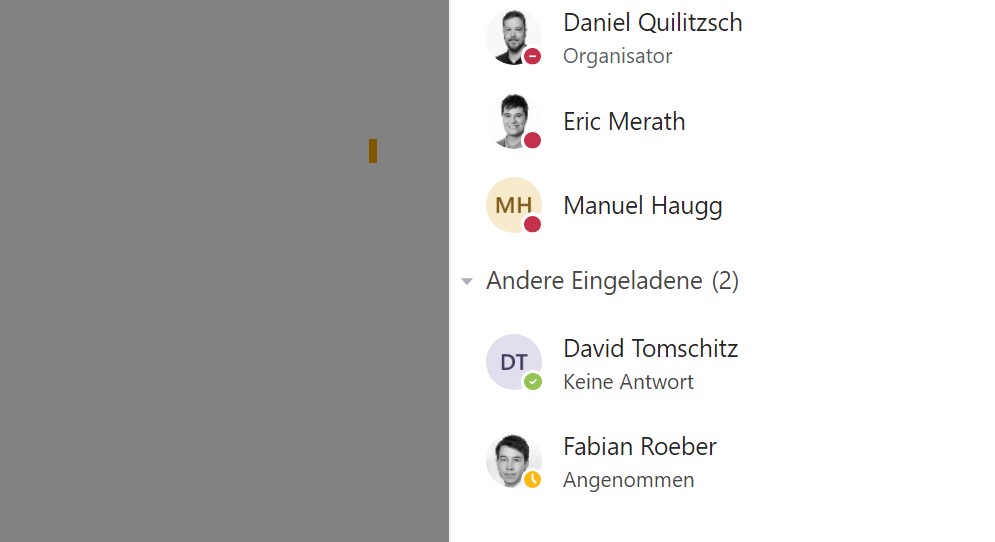 Daniel Quilitzsch
Organisator
Eric Merath
MH
Manuel Haugg
Andere Eingeladene (2)
DT
David Tomschitz
Keine Antwort
Fabian Roeber
Angenommen